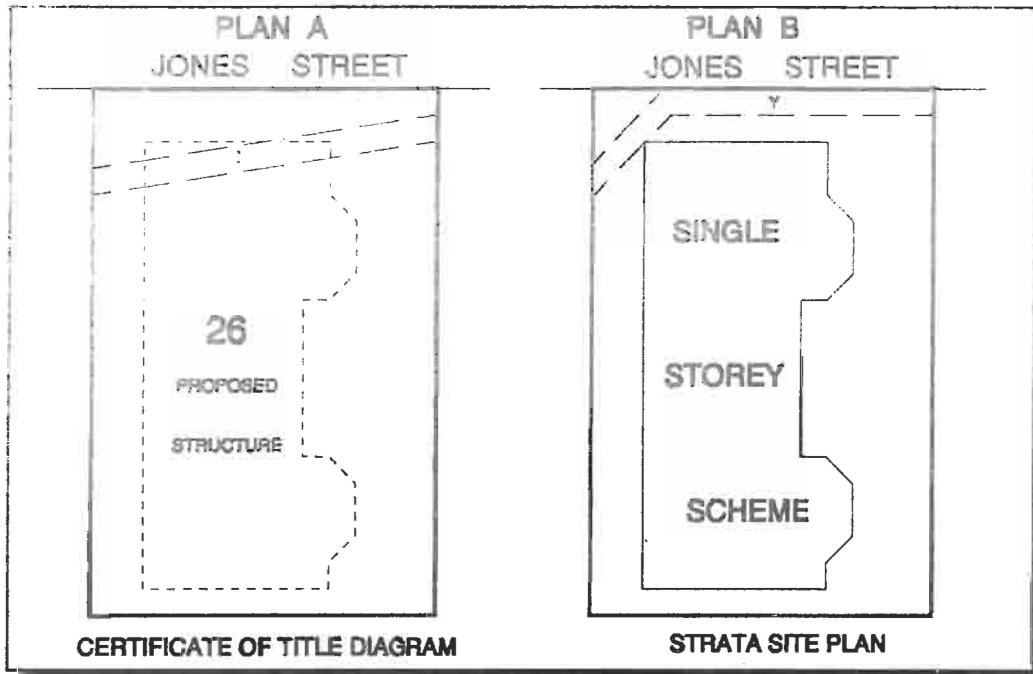 PLAN A
JONES STREET
26
PROPOSED
STRUCTURE
CERTIFICATE OF TITLE DIAGRAM
PLAN B
JONES STREET
Y
SINGLE
STOREY
SCHEME
STRATA SITE PLAN